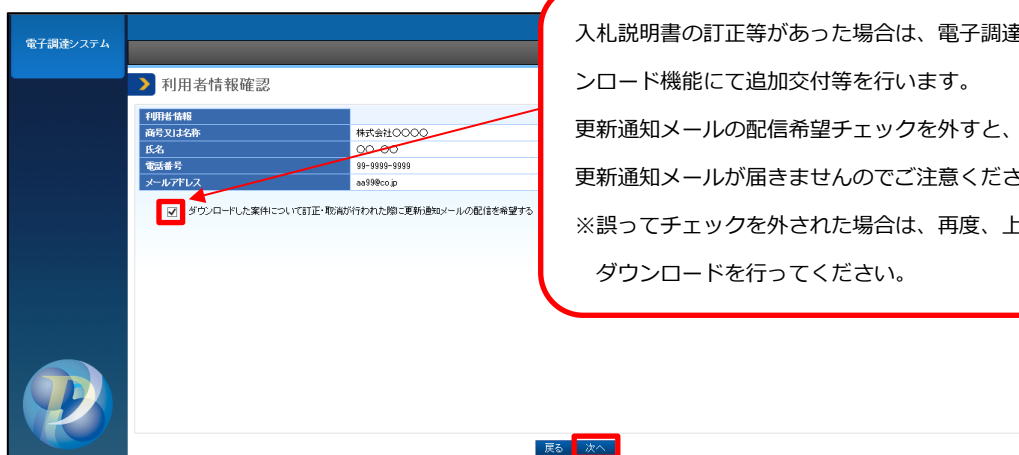 電子調達システム
入札説明書の訂正等があった場合は、電子調達
ンロード機能にて追加交付等を行います。
更新通知メールの配信希望チェックを外すと、
更新通知メールが届きませんのでご注意くださ
※誤ってチェックを外された場合は、再度、上
ダウンロードを行ってください。
利用者情報確認
利用者情報
商号又は名称 株式会社〇〇〇〇
氏名 〇〇 〇〇
電話番号 99-9999-9999
メールアドレス aa99@co.jp
ダウンロードした案件について訂正・取消が行われた際に更新通知メールの配信を希望する
戻る 次へ